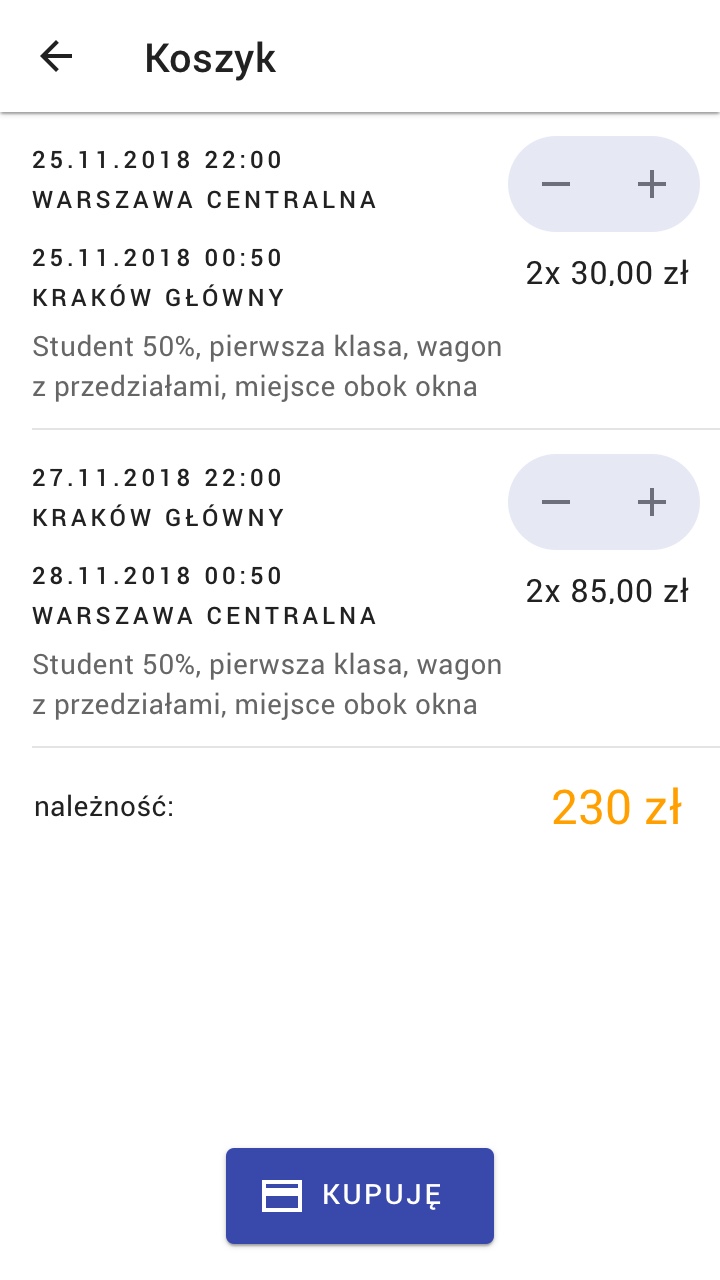 Koszyk
25.11.2018 22:00
WARSZAWA CENTRALNA
25.11.2018 00:50
KRAKÓW GŁÓWNY
2x 30,00 zł
Student 50%, pierwsza klasa, wagon
z przedziałami, miejsce obok okna
27.11.2018 22:00
KRAKÓW GŁÓWNY
28.11.2018 00:50
WARSZAWA CENTRALNA
2x 85,00 zł
Student 50%, pierwsza klasa, wagon
z przedziałami, miejsce obok okna
należność:
230 zł
KUPUJĘ